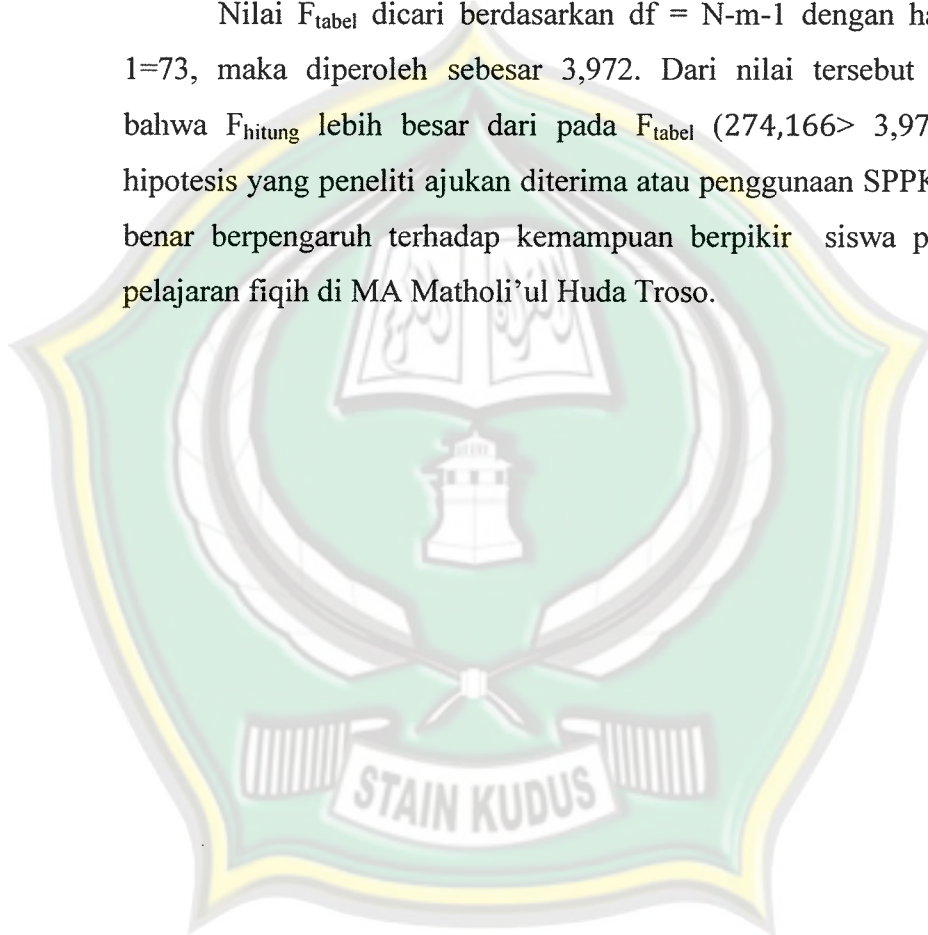 Nilai Ftabel dicari berdasarkan df = N-m-1 dengan ha
1=73, maka diperoleh sebesar 3,972. Dari nilai tersebut
bahwa Fhitung lebih besar dari pada Ftabel (274,166> 3,97
hipotesis yang peneliti ajukan diterima atau penggunaan SPPK
benar berpengaruh terhadap kemampuan berpikir siswa p
pelajaran fiqih di MA Matholi’ul Huda Troso.
STAIN KUDUS